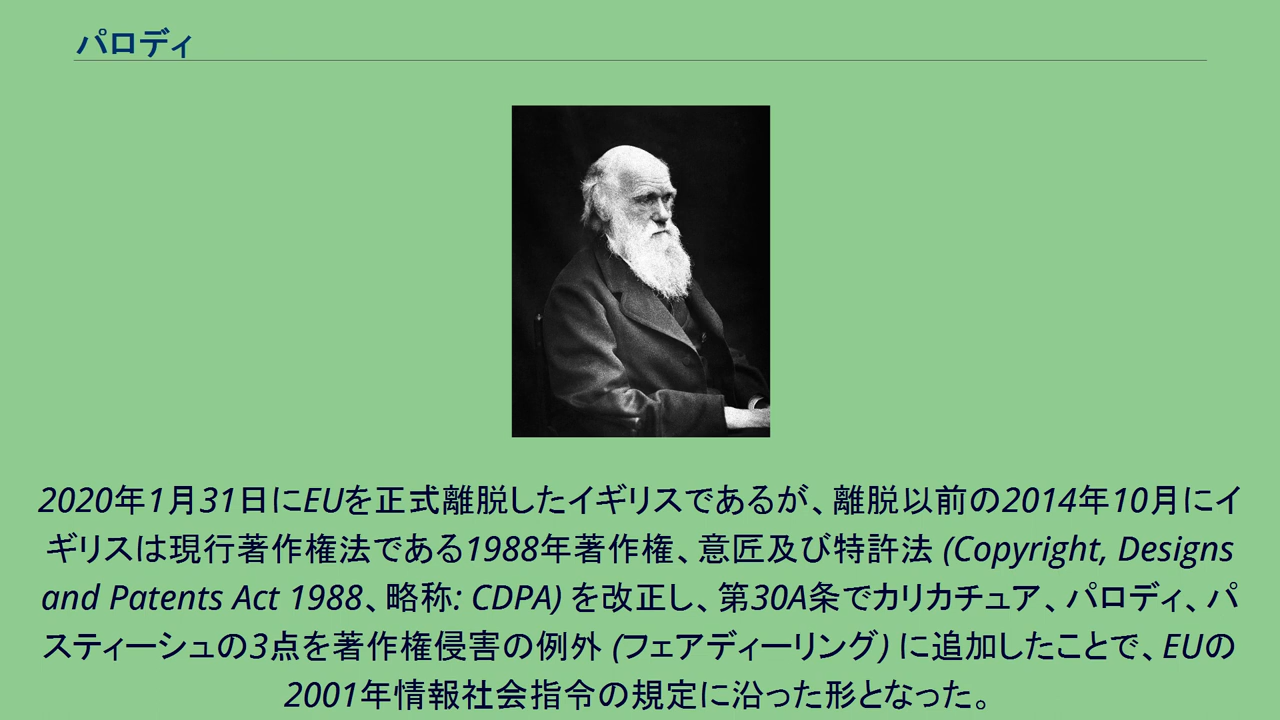 パロディ
2020年1月31日にEUを正式離脱したイギリスであるが、離脱以前の2014年10月にイ
ギリスは現行著作権法である1988年著作権、意匠及び特許法 (Copyright, Designs
and Patents Act 1988、略称: CDPA) を改正し、第30A条でカリカチュア、パロディ、パ
スティーシュの3点を著作権侵害の例外 (フェアディーリング) に追加したことで、EUの
2001年情報社会指令の規定に沿った形となった。